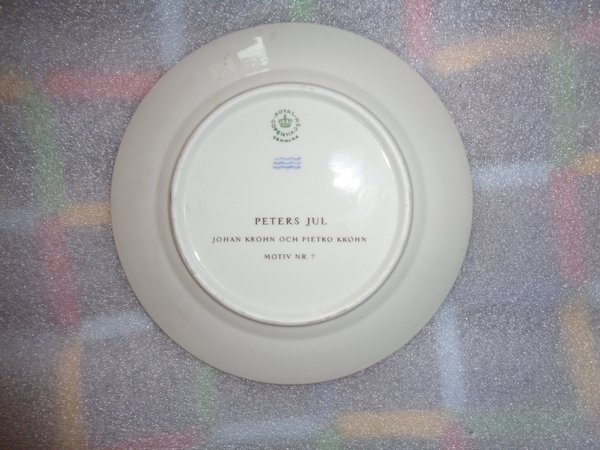 ROYAL
COPENHAGEN
DENMARK
PETERS JUL
JOHAN KROHN OCH PIETRO KROHN
MOTIV NR 7